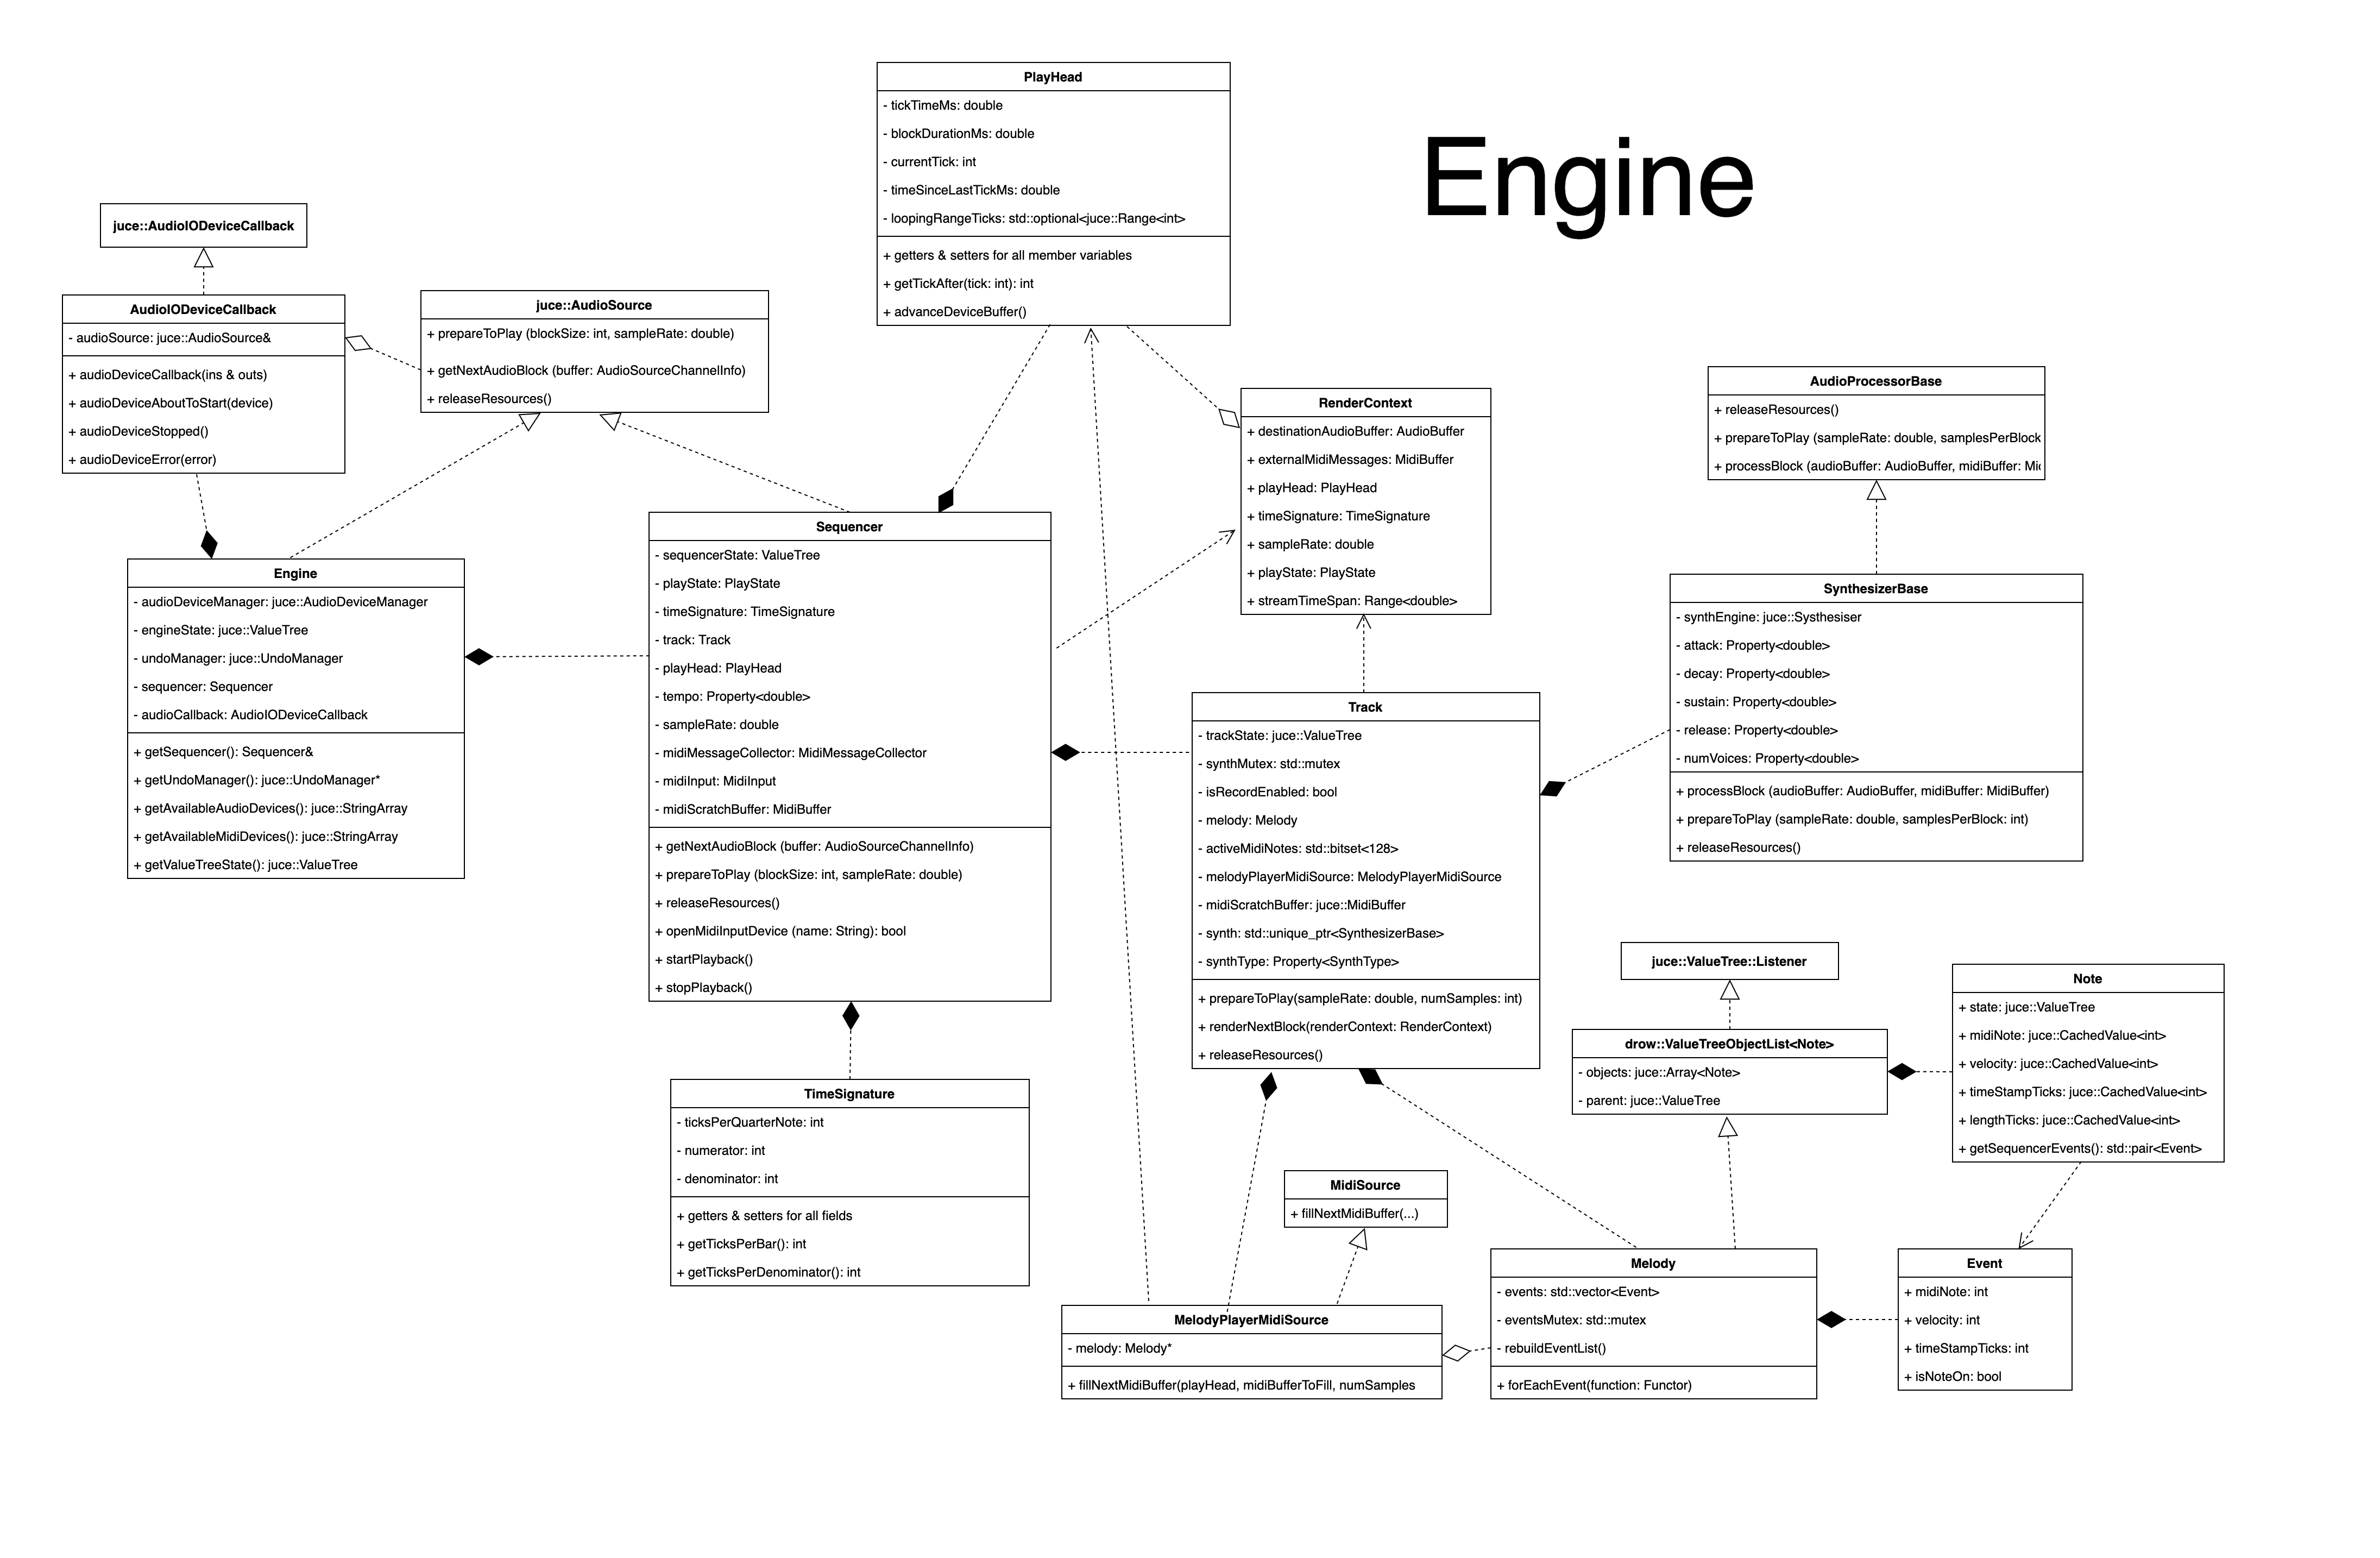 Engine
PlayHead
- tickTimeMs: double
- blockDurationMs: double
- currentTick: int
- timeSinceLastTickMs: double
- loopingRangeTicks: std::optional<juce::Range<int>
+ getters & setters for all member variables
+ getTickAfter(tick: int): int
+ advanceDeviceBuffer()
juce::AudioIODeviceCallback
AudioIODeviceCallback
- audioSource: juce::AudioSource&
+ audioDeviceCallback(ins & outs)
+ audioDeviceAboutToStart(device)
+ audioDeviceStopped()
+ audioDeviceError(error)
juce::AudioSource
+ prepareToPlay (blockSize: int, sampleRate: double)
+ getNextAudioBlock (buffer: AudioSourceChannelInfo)
+ releaseResources()
RenderContext
+ destinationAudioBuffer: AudioBuffer
+ externalMidiMessages: MidiBuffer
+ playHead: PlayHead
+ timeSignature: TimeSignature
+ sampleRate: double
+ playState: PlayState
+ streamTimeSpan: Range<double>
AudioProcessorBase
+ releaseResources()
+ prepareToPlay (sampleRate: double, samplesPerBlock
+ processBlock (audioBuffer: AudioBuffer, midiBuffer:
Engine
- audioDeviceManager: juce::AudioDeviceManager
- engineState: juce::ValueTree
- undoManager: juce::UndoManager
- sequencer: Sequencer
- audioCallback: AudioIODeviceCallback
+ getSequencer(): Sequencer&
+ getUndoManager(): juce::UndoManager*
+ getAvailableAudioDevices(): juce::StringArray
+ getAvailableMidiDevices(): juce::StringArray
+ getValueTreeState(): juce::ValueTree
Sequencer
- sequencerState: ValueTree
- playState: PlayState
- timeSignature: TimeSignature
- track: Track
- playHead: PlayHead
- tempo: Property<double>
- sampleRate: double
- midiMessageCollector: MidiMessageCollector
- midiInput: MidiInput
- midiScratchBuffer: MidiBuffer
+ getNextAudioBlock (buffer: AudioSourceChannelInfo)
+ prepareToPlay (blockSize: int, sampleRate: double)
+ releaseResources()
+ openMidiInputDevice (name: String): bool
+ startPlayback()
+ stopPlayback()
SynthesizerBase
- synthEngine: juce::Systhesiser
- attack: Property<double>
- decay: Property<double>
- sustain: Property<double>
- release: Property<double>
- numVoices: Property<double>
+ processBlock (audioBuffer: AudioBuffer, midiBuffer: MidiBuffer)
+ prepareToPlay (sampleRate: double, samplesPerBlock: int)
+ releaseResources()
Track
- trackState: juce::ValueTree
- synthMutex: std::mutex
- isRecordEnabled: bool
- melody: Melody
- activeMidiNotes: std::bitset<128>
- melodyPlayerMidiSource: MelodyPlayerMidiSource
- midiScratchBuffer: juce::MidiBuffer
- synth: std::unique_ptr<SynthesizerBase>
- synthType: Property<SynthType>
+ prepareToPlay(sampleRate: double, numSamples: int)
+ renderNextBlock(renderContext: RenderContext)
+ releaseResources()
juce::ValueTree::Listener
drow::ValueTreeObjectList<Note>
- objects: juce::Array<Note>
- parent: juce::ValueTree
Note
+ state: juce::ValueTree
+ midiNote: juce::CachedValue<int>
+ velocity: juce::CachedValue<int>
+ timeStampTicks: juce::CachedValue<int>
+ lengthTicks: juce::CachedValue<int>
+ getSequencerEvents(): std::pair<Event>
TimeSignature
- ticksPerQuarterNote: int
- numerator: int
- denominator: int
+ getters & setters for all fields
+ getTicksPerBar(): int
+ getTicksPerDenominator(): int
MidiSource
+ fillNextMidiBuffer(...)
MelodyPlayerMidiSource
- melody: Melody*
+ fillNextMidiBuffer(playHead, midiBufferToFill, numSamples
Melody
- events: std::vector<Event>
- eventsMutex: std::mutex
- rebuildEventList()
+ forEachEvent(function: Functor)
Event
+ midiNote: int
+ velocity: int
+ timeStampTicks: int
+ isNoteOn: bool